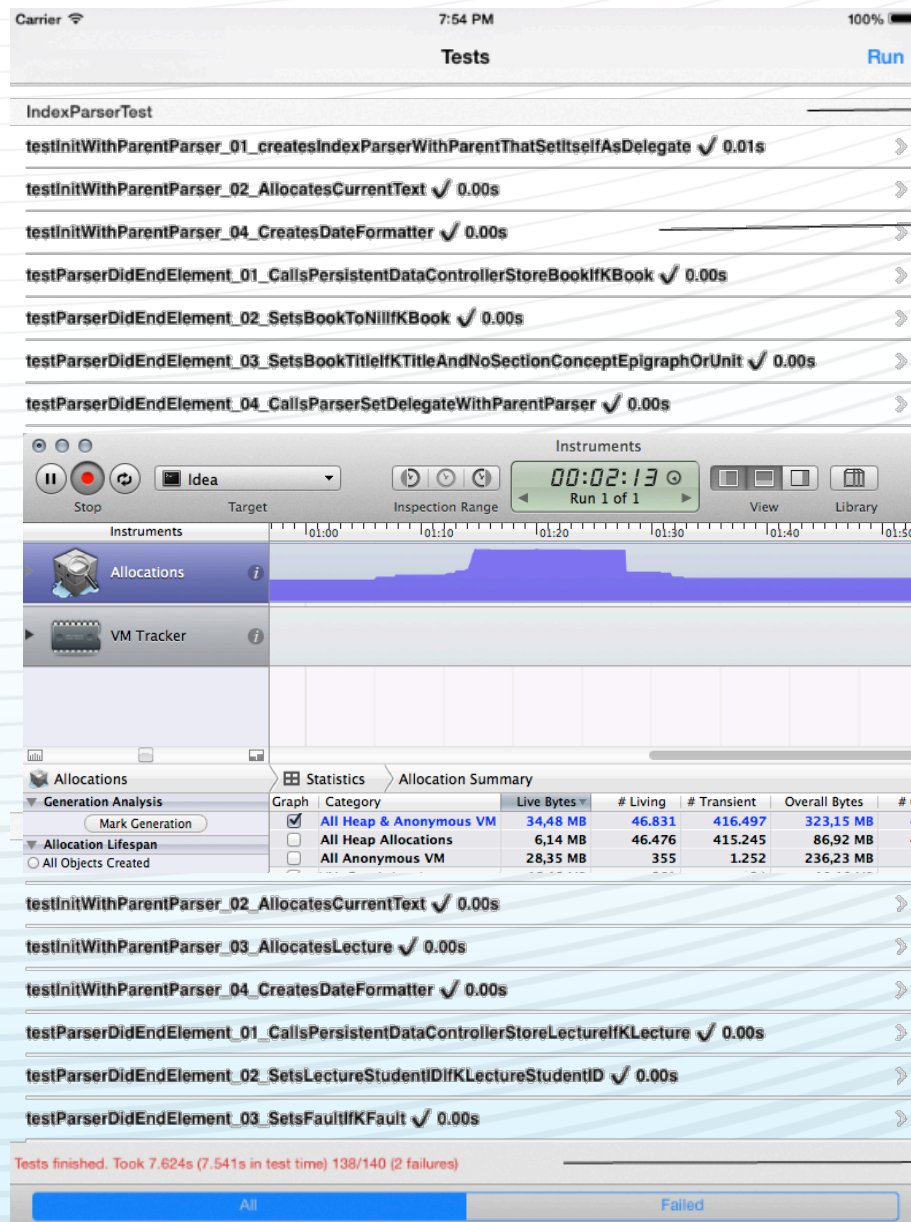 Carrier 7:54 PM 100%
Tests Run
IndexParserTest
testInitWithParentParser_01_createsIndexParserWithParentThatSetItselfAsDelegate ✓ 0.01s
testInitWithParentParser_02_AllocatesCurrentText ✓ 0.00s
testInitWithParentParser_04_CreatesDateFormatter ✓ 0.00s
testParserDidEndElement_01_CallsPersistentDataControllerStoreBookIfKBook ✓ 0.00s
testParserDidEndElement_02_SetsBookToNilIfKBook ✓ 0.00s
testParserDidEndElement_03_SetsBookTitleIfKTitleAndNoSectionConceptEpigraphOrUnit ✓ 0.00s
testParserDidEndElement_04_CallsParserSetDelegateWithParentParser ✓ 0.00s
Instruments
Idea 00:02:13
Run 1 of 1
Stop Target Inspection Range View Library
Instruments 01:00 01:10 01:20 01:30 01:40 01:50
Allocations
VM Tracker
Allocations Statistics Allocation Summary
Generation Analysis Graph Category Live Bytes # Living # Transient Overall Bytes #
Mark Generation All Heap & Anonymous VM 34,48 MB 46.831 416.497 323,15 MB
Allocation Lifespan All Heap Allocations 6,14 MB 46.476 415.245 86,92 MB
All Objects Created All Anonymous VM 28,35 MB 355 1.252 236,23 MB
testInitWithParentParser_02_AllocatesCurrentText ✓ 0.00s
testInitWithParentParser_03_AllocatesLecture ✓ 0.00s
testInitWithParentParser_04_CreatesDateFormatter ✓ 0.00s
testParserDidEndElement_01_CallsPersistentDataControllerStoreLectureIfKLecture ✓ 0.00s
testParserDidEndElement_02_SetsLectureStudentIDIfKLectureStudentID ✓ 0.00s
testParserDidEndElement_03_SetsFaultIfKFault ✓ 0.00s
Tests finished. Took 7.624s (7.541s in test time) 138/140 (2 failures)
All Failed